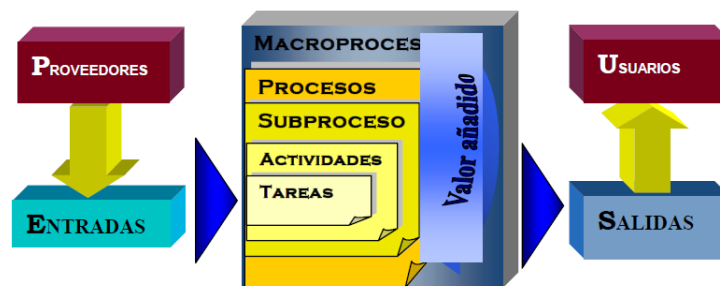 PROVEEDORES
ENTRADAS
MACROPROCES
PROCESOS
SUBPROCESO
ACTIVIDADES
TAREAS
Valor añadido
USUARIOS
SALIDAS